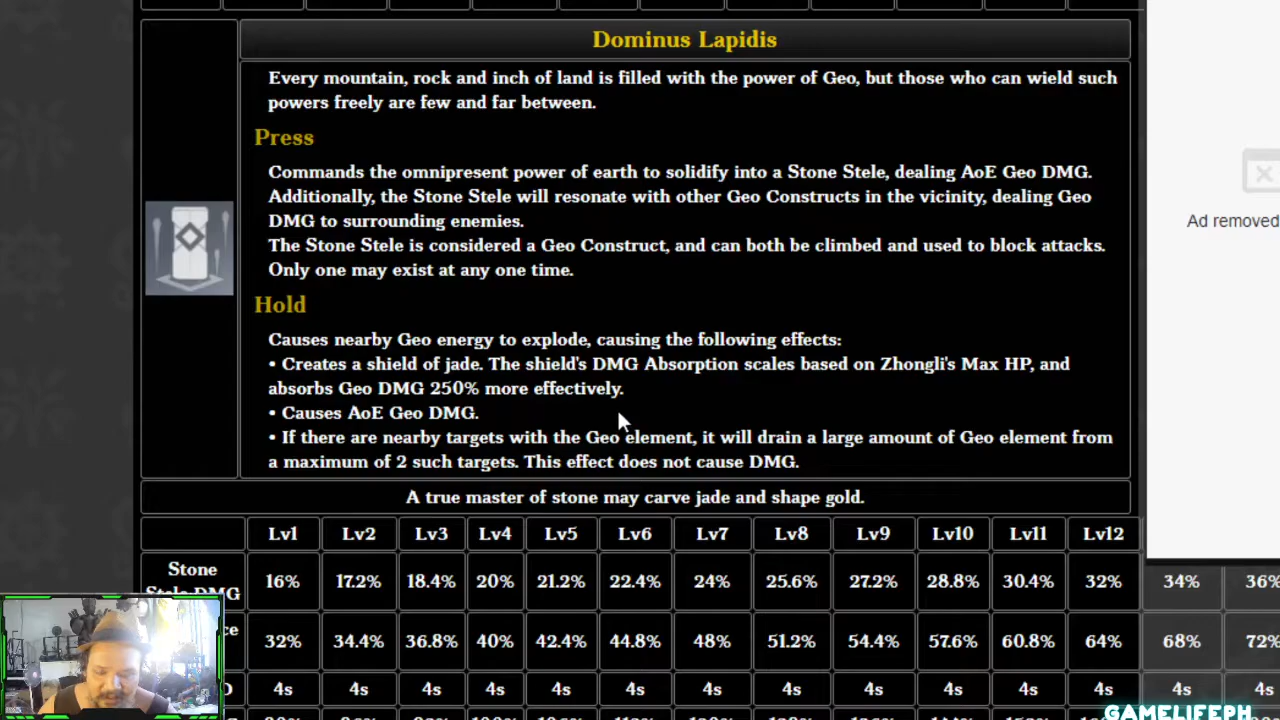 Dominus Lapidis
Every mountain, rock and inch of land is filled with the power of Geo, but those who can wield such
powers freely are few and far between.
Press
Commands the omnipresent power of earth to solidify into a Stone Stele, dealing AoE Geo DMG.
Additionally, the Stone Stele will resonate with other Geo Constructs in the vicinity, dealing Geo
DMG to surrounding enemies.
The Stone Stele is considered a Geo Construct, and can both be climbed and used to block attacks.
Only one may exist at any one time.
Hold
Causes nearby Geo energy to explode, causing the following effects:
• Creates a shield of jade. The shield's DMG Absorption scales based on Zhongli's Max HP, and
absorbs Geo DMG 250% more effectively.
• Causes AoE Geo DMG.
• If there are nearby targets with the Geo element, it will drain a large amount of Geo element from
a maximum of 2 such targets. This effect does not cause DMG.
Ad removed
A true master of stone may carve jade and shape gold.
Lv1 Lv2 Lv3 Lv4 Lv5 Lv6 Lv7 Lv8 Lv9 Lv10 Lv11 Lv12
Stone
Stele DMG 16% 17.2% 18.4% 20% 21.2% 22.4% 24% 25.6% 27.2% 28.8% 30.4% 32% 34% 36%
32% 34.4% 36.8% 40% 42.4% 44.8% 48% 51.2% 54.4% 57.6% 60.8% 64% 68% 72%
4s 4s 4s 4s 4s 4s 4s 4s 4s 4s 4s 4s 4s 4s
GAMELIFEPH